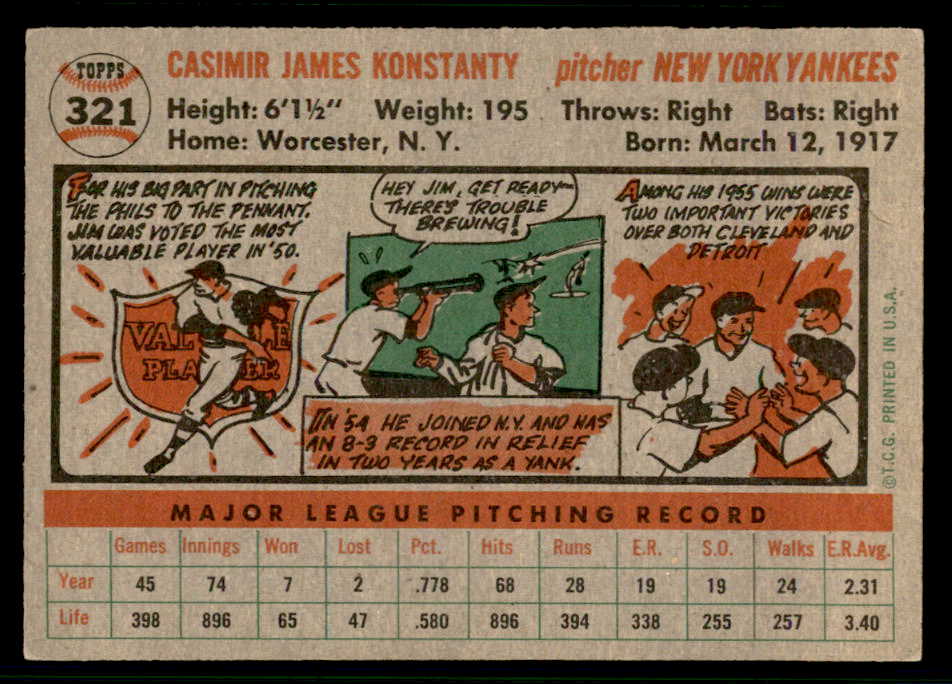 TOPPS
321
CASIMIR JAMES KONSTANTY pitcher NEW YORK YANKEES
Height: 6'1½" Weight: 195 Throws: Right Bats: Right
Home: Worcester, N. Y. Born: March 12, 1917
FOR HIS BIG PART IN PITCHING
THE PHILS TO THE PENNANT,
JIM WAS VOTED THE MOST
VALUABLE PLAYER IN '50.
VAL LE
PLA ER
HEY JIM, GET READY—
THERE'S TROUBLE
BREWING!
IN '54 HE JOINED N.Y. AND HAS
AN 8-3 RECORD IN RELIEF
IN TWO YEARS AS A YANK.
AMONG HIS 1955 WINS WERE
TWO IMPORTANT VICTORIES
OVER BOTH CLEVELAND AND
DETROIT
©T.C.G. PRINTED IN U.S.A.
MAJOR LEAGUE PITCHING RECORD
Games Innings Won Lost Pct. Hits Runs E.R. S.O. Walks E.R.Avg.
Year 45 74 7 2 .778 68 28 19 19 24 2.31
Life 398 896 65 47 .580 896 394 338 255 257 3.40